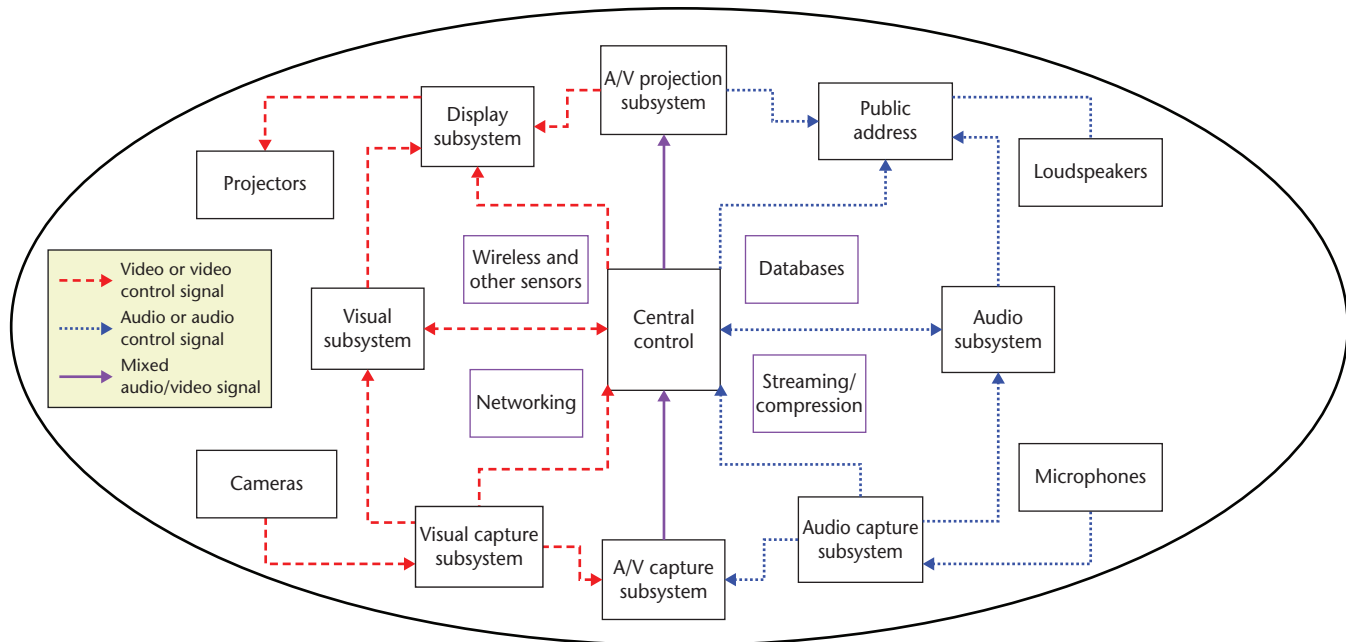 A/V projection
subsystem
Display
subsystem
Public
address
Projectors
Loudspeakers
Wireless and
other sensors
Databases
Video or video
control signal
Audio or audio
control signal
Mixed
audio/video signal
Visual
subsystem
Central
control
Audio
subsystem
Networking
Streaming/
compression
Cameras
Microphones
Visual capture
subsystem
A/V capture
subsystem
Audio capture
subsystem